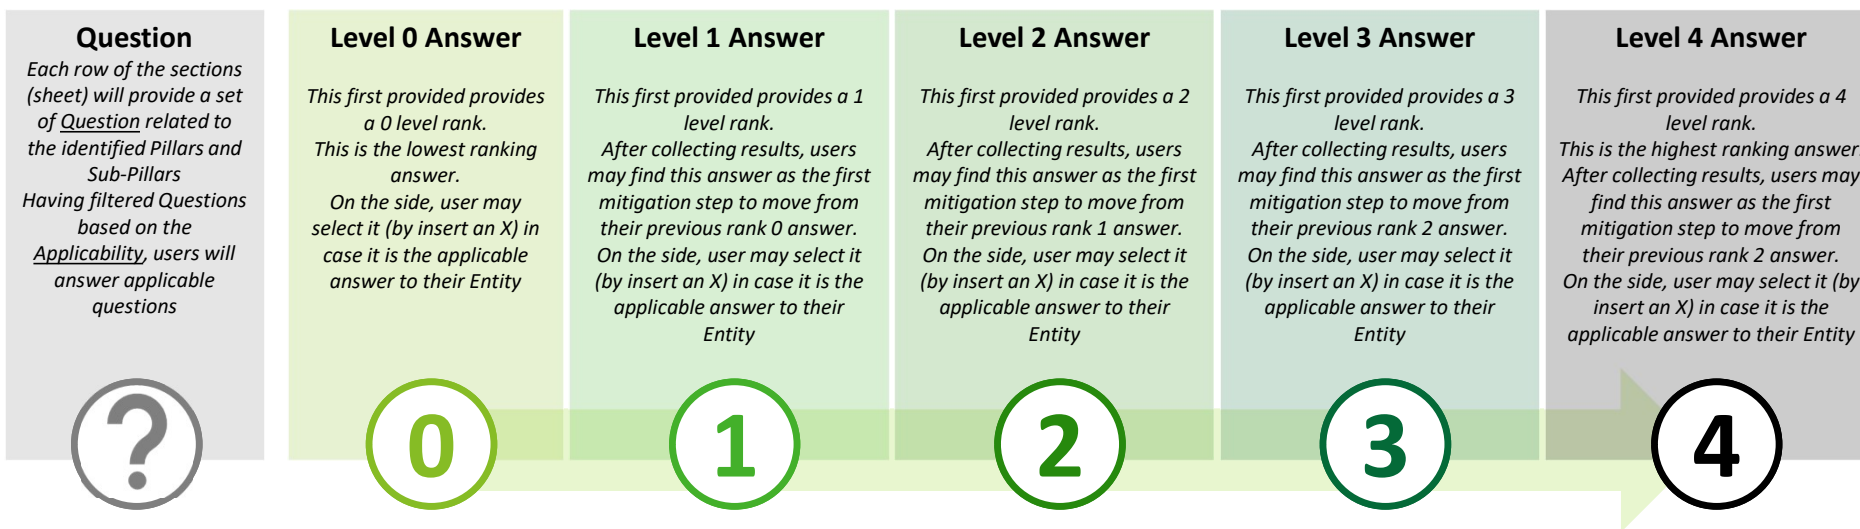 Question
Each row of the sections
(sheet) will provide a set
of Question related to
the identified Pillars and
Sub-Pillars
Having filtered Questions
based on the
Applicability, users will
answer applicable
questions
?
Level 0 Answer
This first provided provides
a 0 level rank.
This is the lowest ranking
answer.
On the side, user may
select it (by insert an X) in
case it is the applicable
answer to their Entity
0
Level 1 Answer
This first provided provides a 1
level rank.
After collecting results, users
may find this answer as the first
mitigation step to move from
their previous rank 0 answer.
On the side, user may select it
(by insert an X) in case it is the
applicable answer to their
Entity
1
Level 2 Answer
This first provided provides a 2
level rank.
After collecting results, users
may find this answer as the first
mitigation step to move from
their previous rank 1 answer.
On the side, user may select it
(by insert an X) in case it is the
applicable answer to their
Entity
2
Level 3 Answer
This first provided provides a 3
level rank.
After collecting results, users
may find this answer as the first
mitigation step to move from
their previous rank 2 answer.
On the side, user may select it
(by insert an X) in case it is the
applicable answer to their
Entity
3
Level 4 Answer
This first provided provides a 4
level rank.
This is the highest ranking answer.
After collecting results, users may
find this answer as the first
mitigation step to move from
their previous rank 2 answer.
On the side, user may select it (by
insert an X) in case it is the
applicable answer to their Entity
4